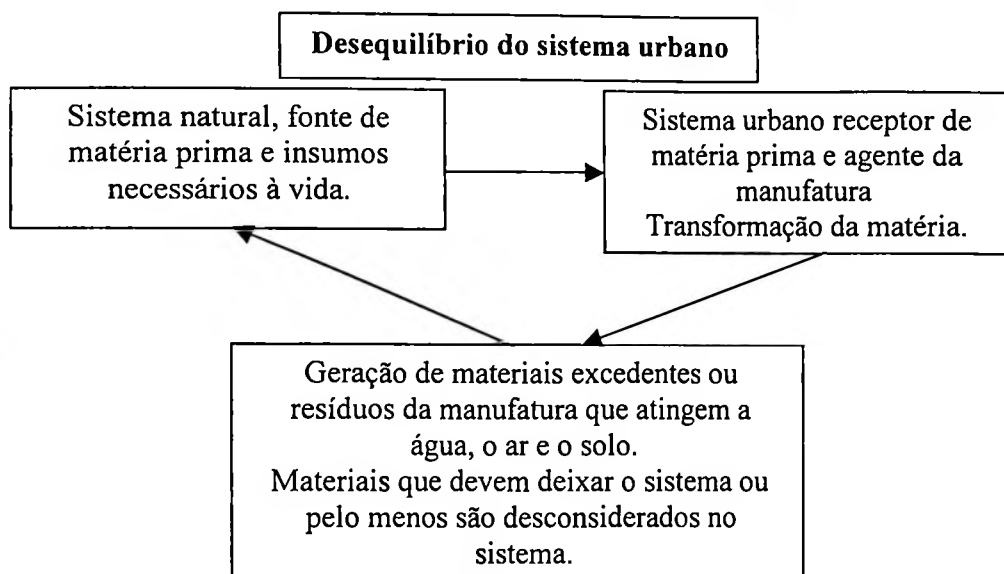 Desequilíbrio do sistema urbano
Sistema natural, fonte de
matéria prima e insumos
necessários à vida.
Sistema urbano receptor de
matéria prima e agente da
manufatura
Transformação da matéria.
Geração de materiais excedentes ou
resíduos da manufatura que atingem a
água, o ar e o solo.
Materiais que devem deixar o sistema ou
pelo menos são desconsiderados no
sistema.